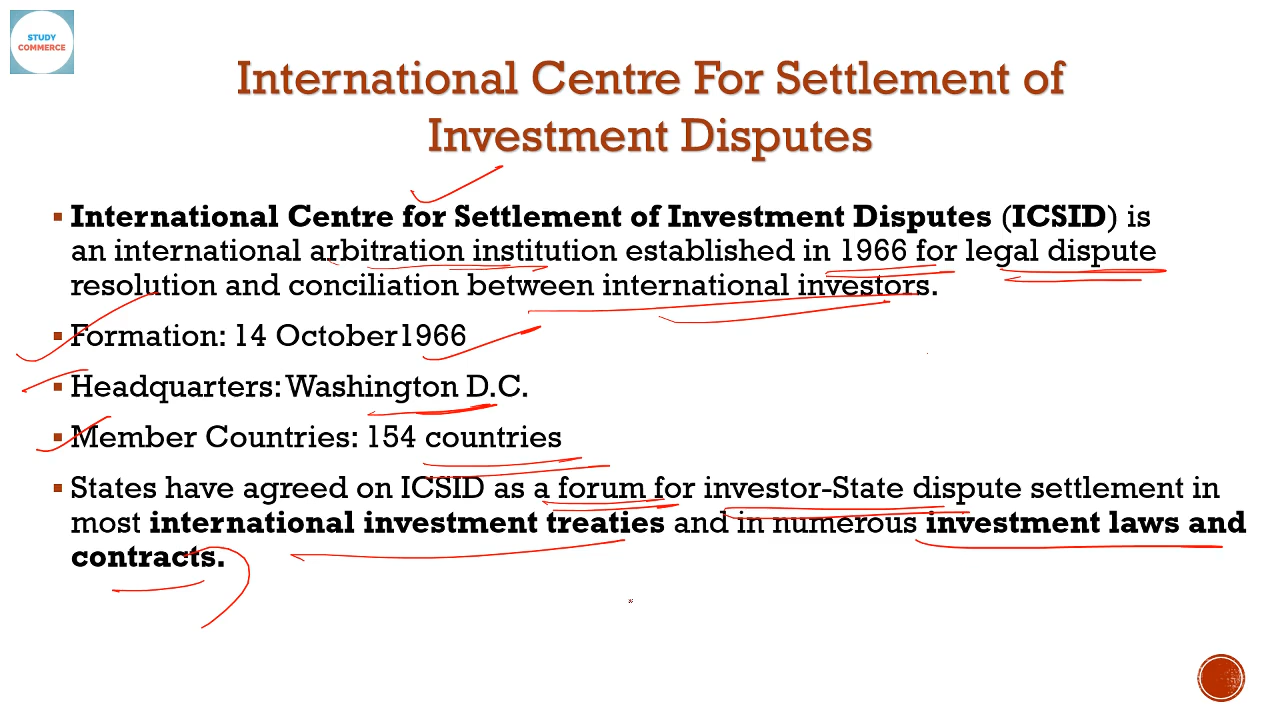 STUDY
COMMERCE
International Centre For Settlement of
Investment Disputes
▪ International Centre for Settlement of Investment Disputes (ICSID) is
an international arbitration institution established in 1966 for legal dispute
resolution and conciliation between international investors.
▪ Formation: 14 October1966
▪ Headquarters: Washington D.C.
▪ Member Countries: 154 countries
▪ States have agreed on ICSID as a forum for investor-State dispute settlement in
most international investment treaties and in numerous investment laws and
contracts.